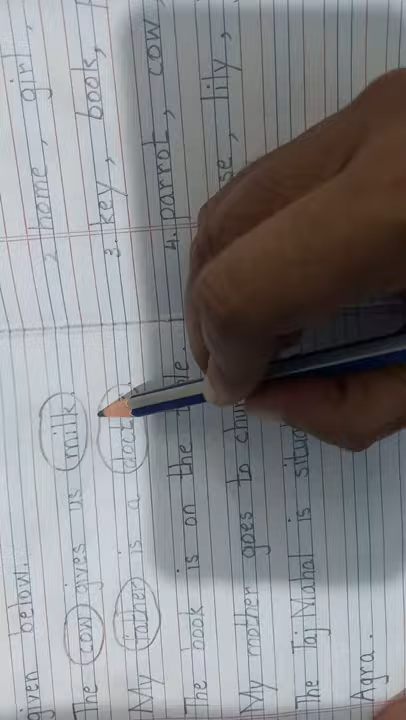 given below.
The cow gives us milk.
My father is a
The book is on the
My mother goes to
The Taj Mahal is
Agra.
2. home, girl,
3. key, book,
4. parrot, cow,
lily,